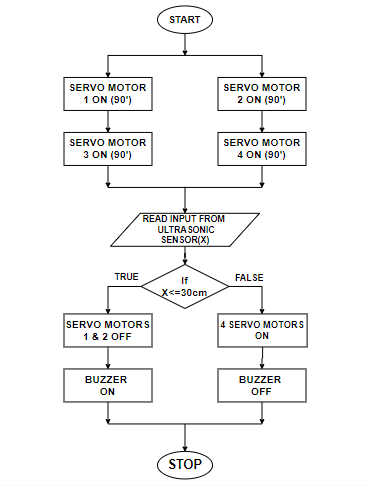 START
SERVO MOTOR
1 ON (90')
SERVO MOTOR
2 ON (90')
SERVO MOTOR
3 ON (90')
SERVO MOTOR
4 ON (90')
READ INPUT FROM
ULTRASONIC
SENSOR(X)
TRUE
If
X<=30cm
FALSE
SERVO MOTORS
1 & 2 OFF
4 SERVO MOTORS
ON
BUZZER
ON
BUZZER
OFF
STOP